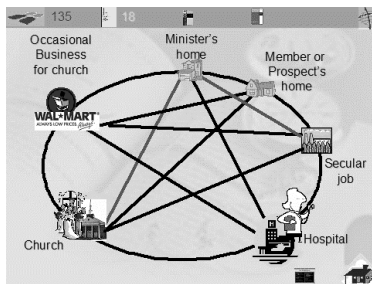 135
18
Occasional
Business
for church
Minister's
home
Member or
Prospect's
home
WAL★MART
ALWAYS LOW PRICES. Always.
Secular
job
Church
Hospital